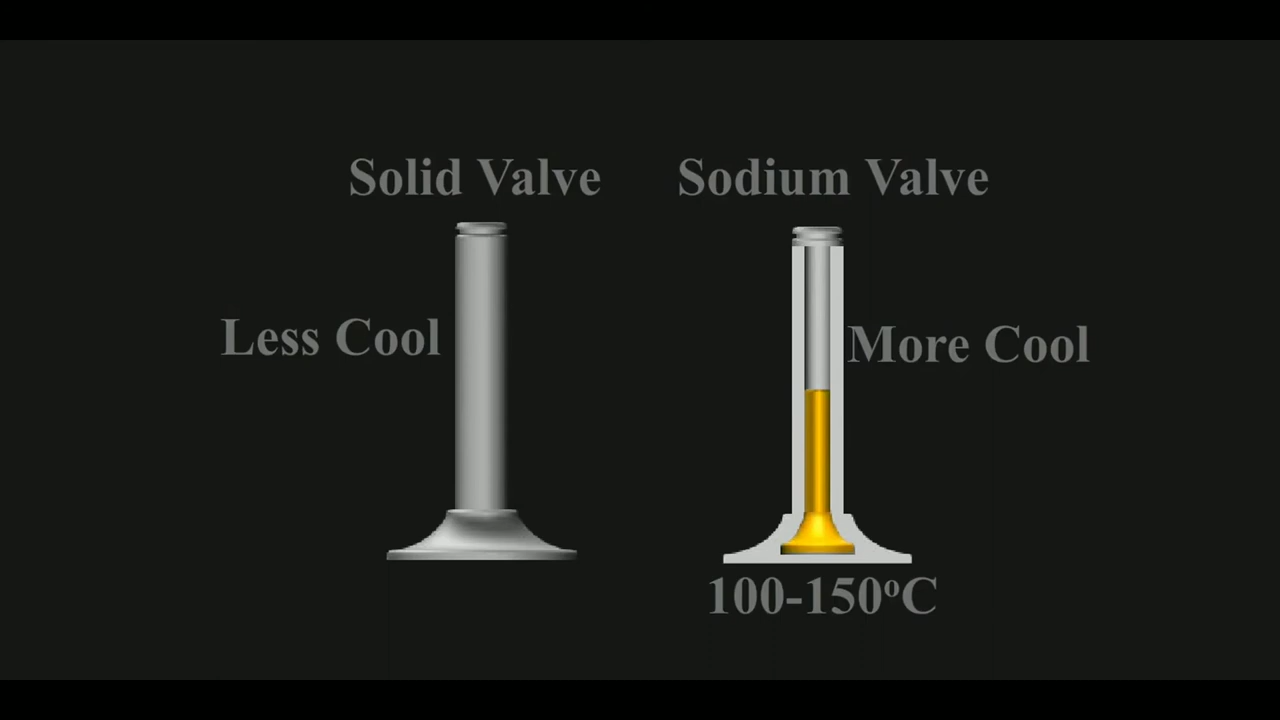 Solid Valve
Sodium Valve
Less Cool
More Cool
100-150ºC